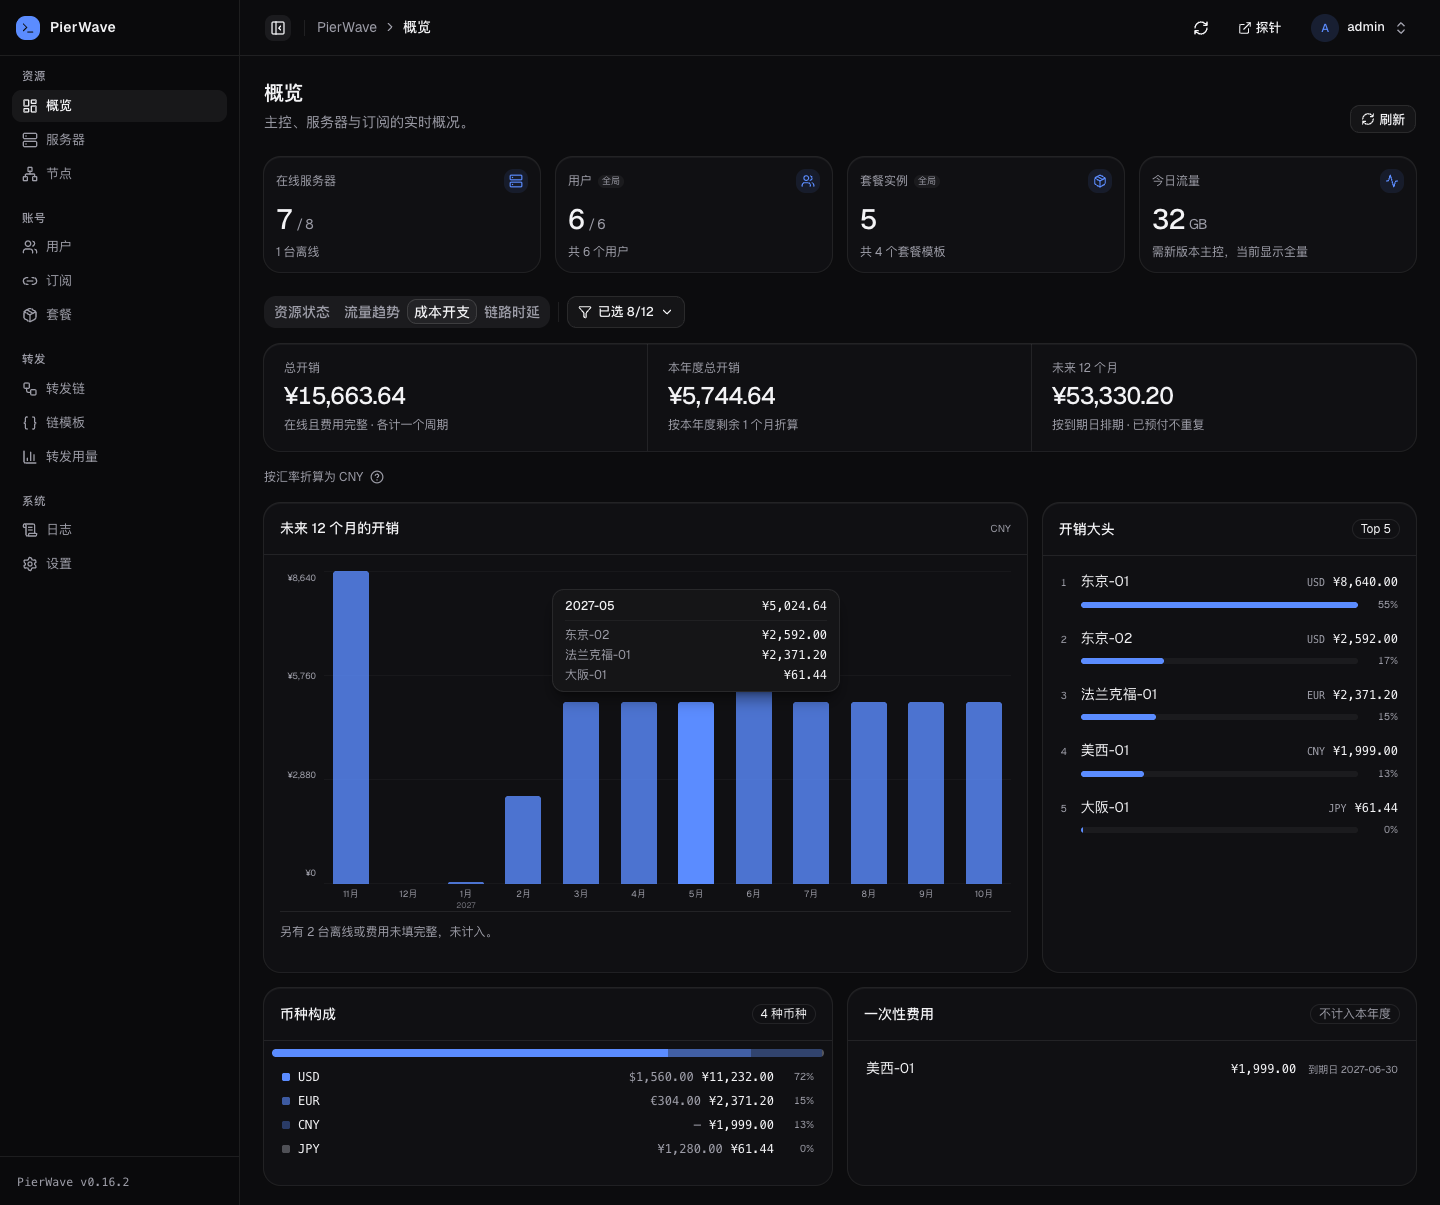 PierWave
PierWave > 概览
探针
A admin
资源
概览
服务器
节点
账号
用户
订阅
套餐
转发
转发链
链模板
转发用量
系统
日志
设置
PierWave v0.16.2
概览
主控、服务器与订阅的实时概况。
刷新
在线服务器
7 / 8
1 台离线
用户 全局
6 / 6
共 6 个用户
套餐实例 全局
5
共 4 个套餐模板
今日流量
32 GB
需新版本主控，当前显示全量
资源状态 流量趋势 成本开支 链路时延 已选 8/12
总开销
¥15,663.64
在线且费用完整 · 各计一个周期
本年度总开销
¥5,744.64
按本年度剩余 1 个月折算
未来 12 个月
¥53,330.20
按到期日排期 · 已预付不重复
按汇率折算为 CNY
未来 12 个月的开销 CNY
¥8,640
¥5,760
¥2,880
¥0
2027-05 ¥5,024.64
东京-02 ¥2,592.00
法兰克福-01 ¥2,371.20
大阪-01 ¥61.44
11月 12月 1月 2月 3月 4月 5月 6月 7月 8月 9月 10月
2027
另有 2 台离线或费用未填完整，未计入。
开销大头 Top 5
1 东京-01 USD ¥8,640.00
55%
2 东京-02 USD ¥2,592.00
17%
3 法兰克福-01 EUR ¥2,371.20
15%
4 美西-01 CNY ¥1,999.00
13%
5 大阪-01 JPY ¥61.44
0%
币种构成 4 种币种
USD $1,560.00 ¥11,232.00 72%
EUR €304.00 ¥2,371.20 15%
CNY — ¥1,999.00 13%
JPY ¥1,280.00 ¥61.44 0%
一次性费用 不计入本年度
美西-01 ¥1,999.00 到期日 2027-06-30